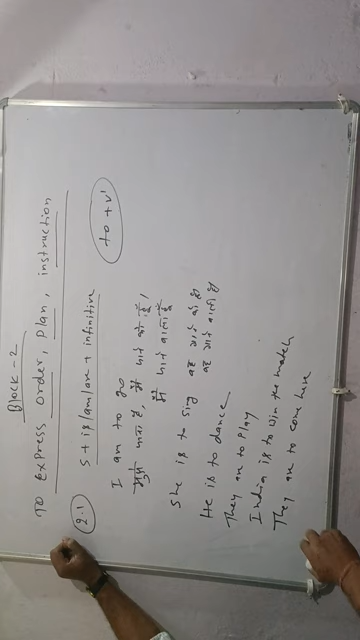 Block-2
To express order, plan, instruction
2.1 S + is/am/are + infinitive to + v¹
I am to go
मुझे जाना है, मैं जाने को हूँ,
मैं जाने वाला हूँ
She is to sing वह गाने को है
वह गाने वाली है
He is to dance
They are to play
India is to win the match
They are to come here